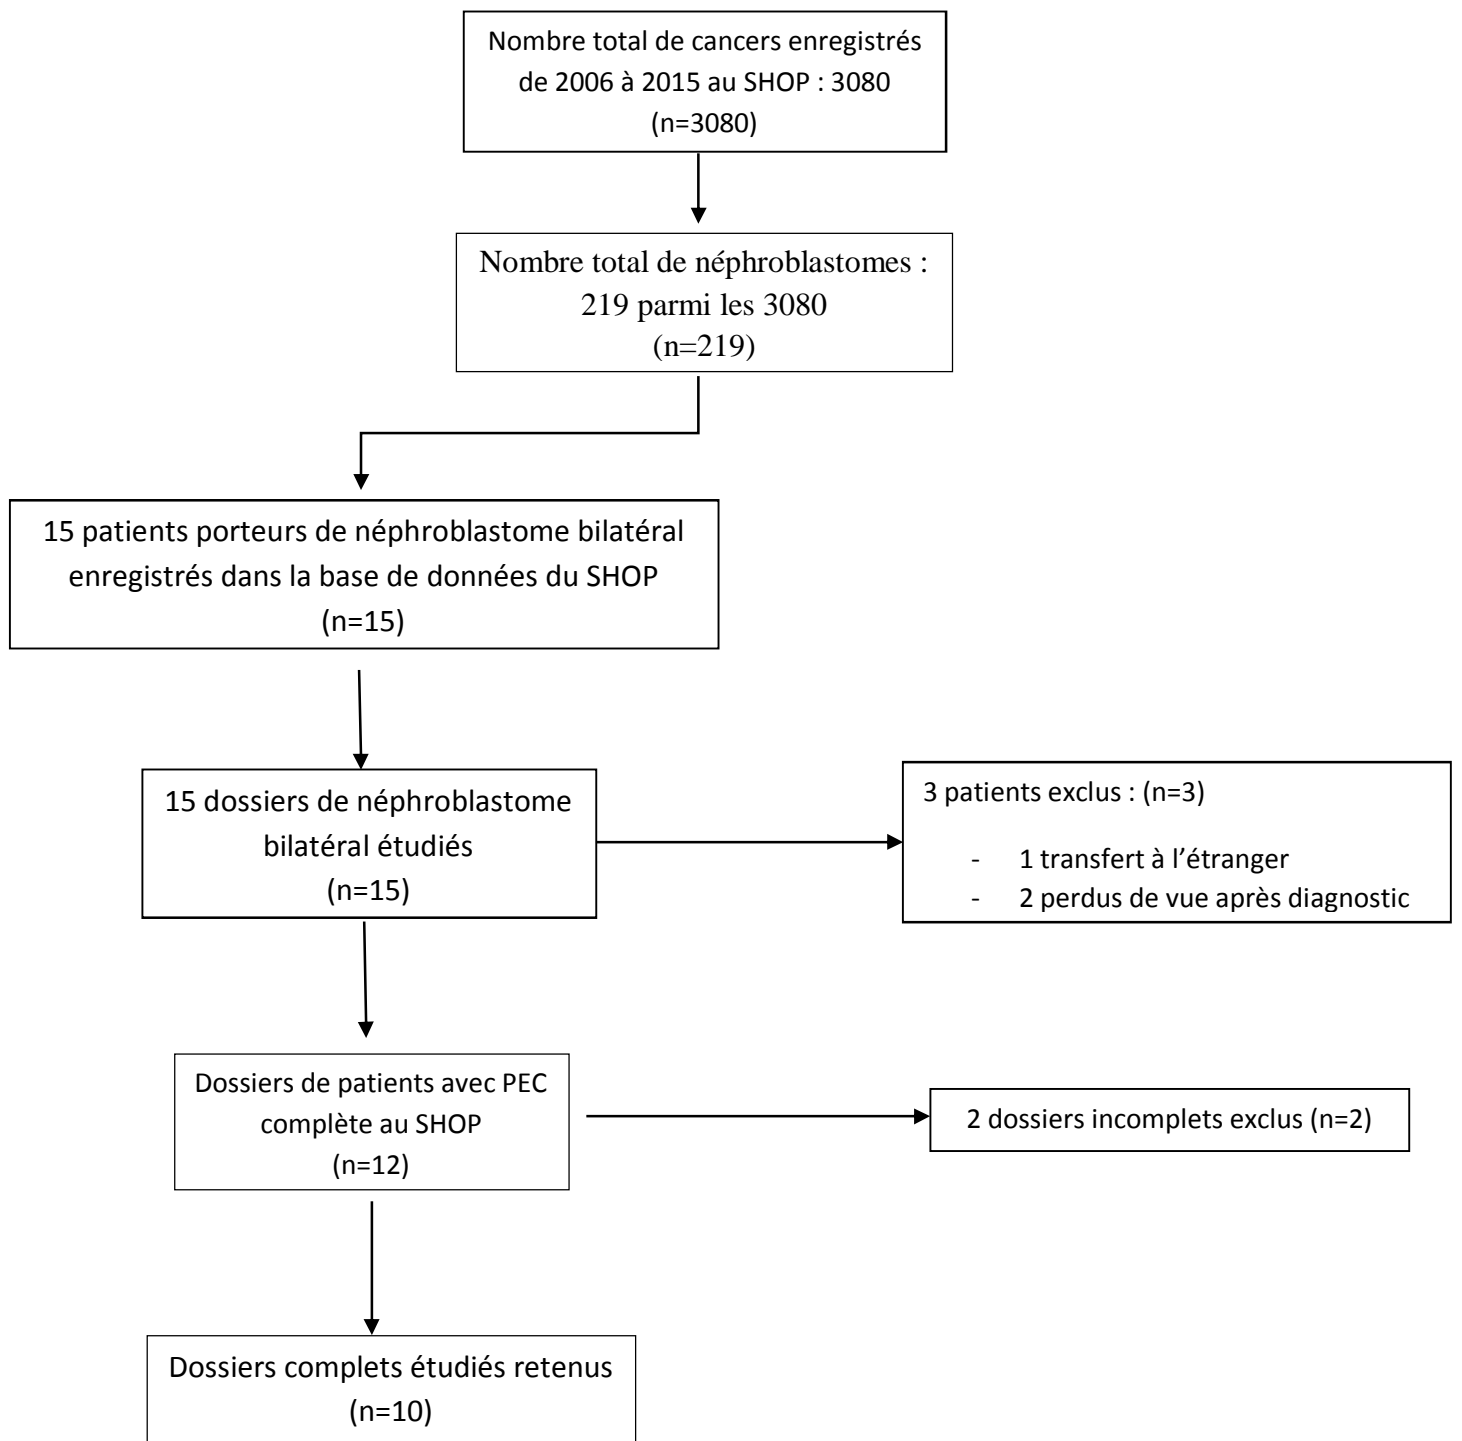 Nombre total de cancers enregistrés
de 2006 à 2015 au SHOP : 3080
(n=3080)
Nombre total de néphroblastomes :
219 parmi les 3080
(n=219)
15 patients porteurs de néphroblastome bilatéral
enregistrés dans la base de données du SHOP
(n=15)
15 dossiers de néphroblastome
bilatéral étudiés
(n=15)
3 patients exclus : (n=3)
- 1 transfert à l’étranger
- 2 perdus de vue après diagnostic
Dossiers de patients avec PEC
complète au SHOP
(n=12)
2 dossiers incomplets exclus (n=2)
Dossiers complets étudiés retenus
(n=10)